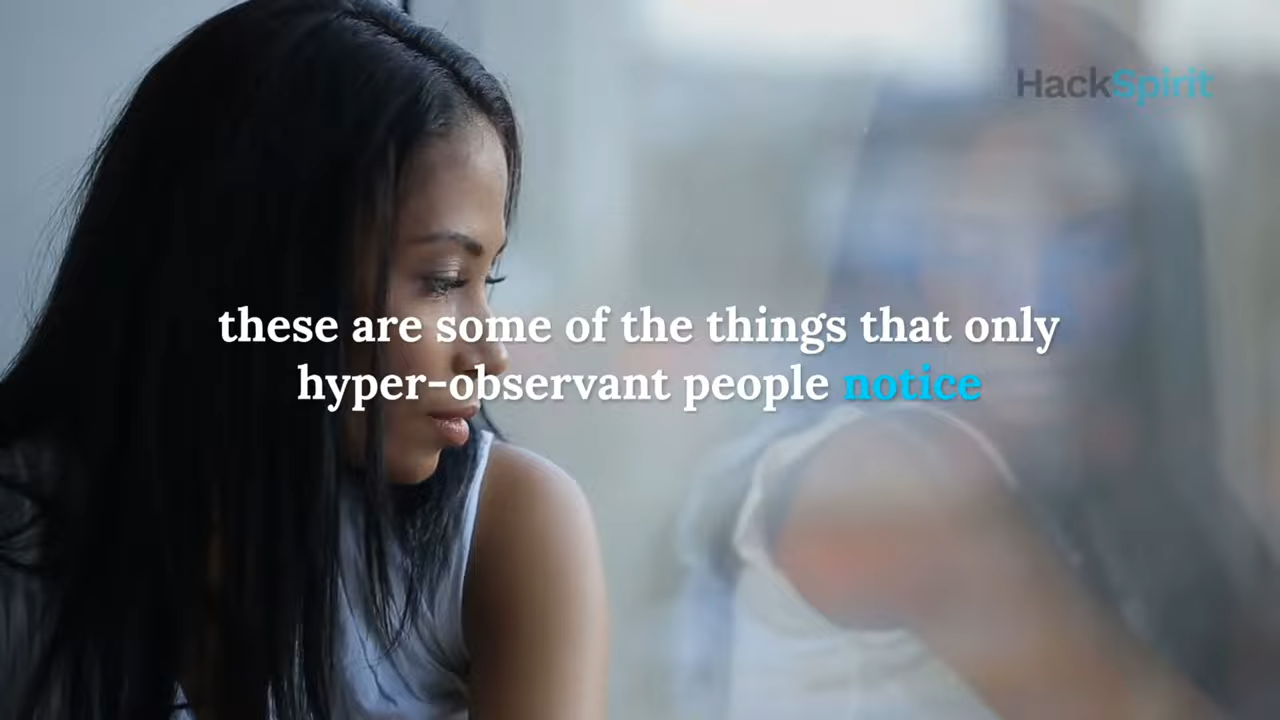 HackSpirit
these are some of the things that only
hyper-observant people notice